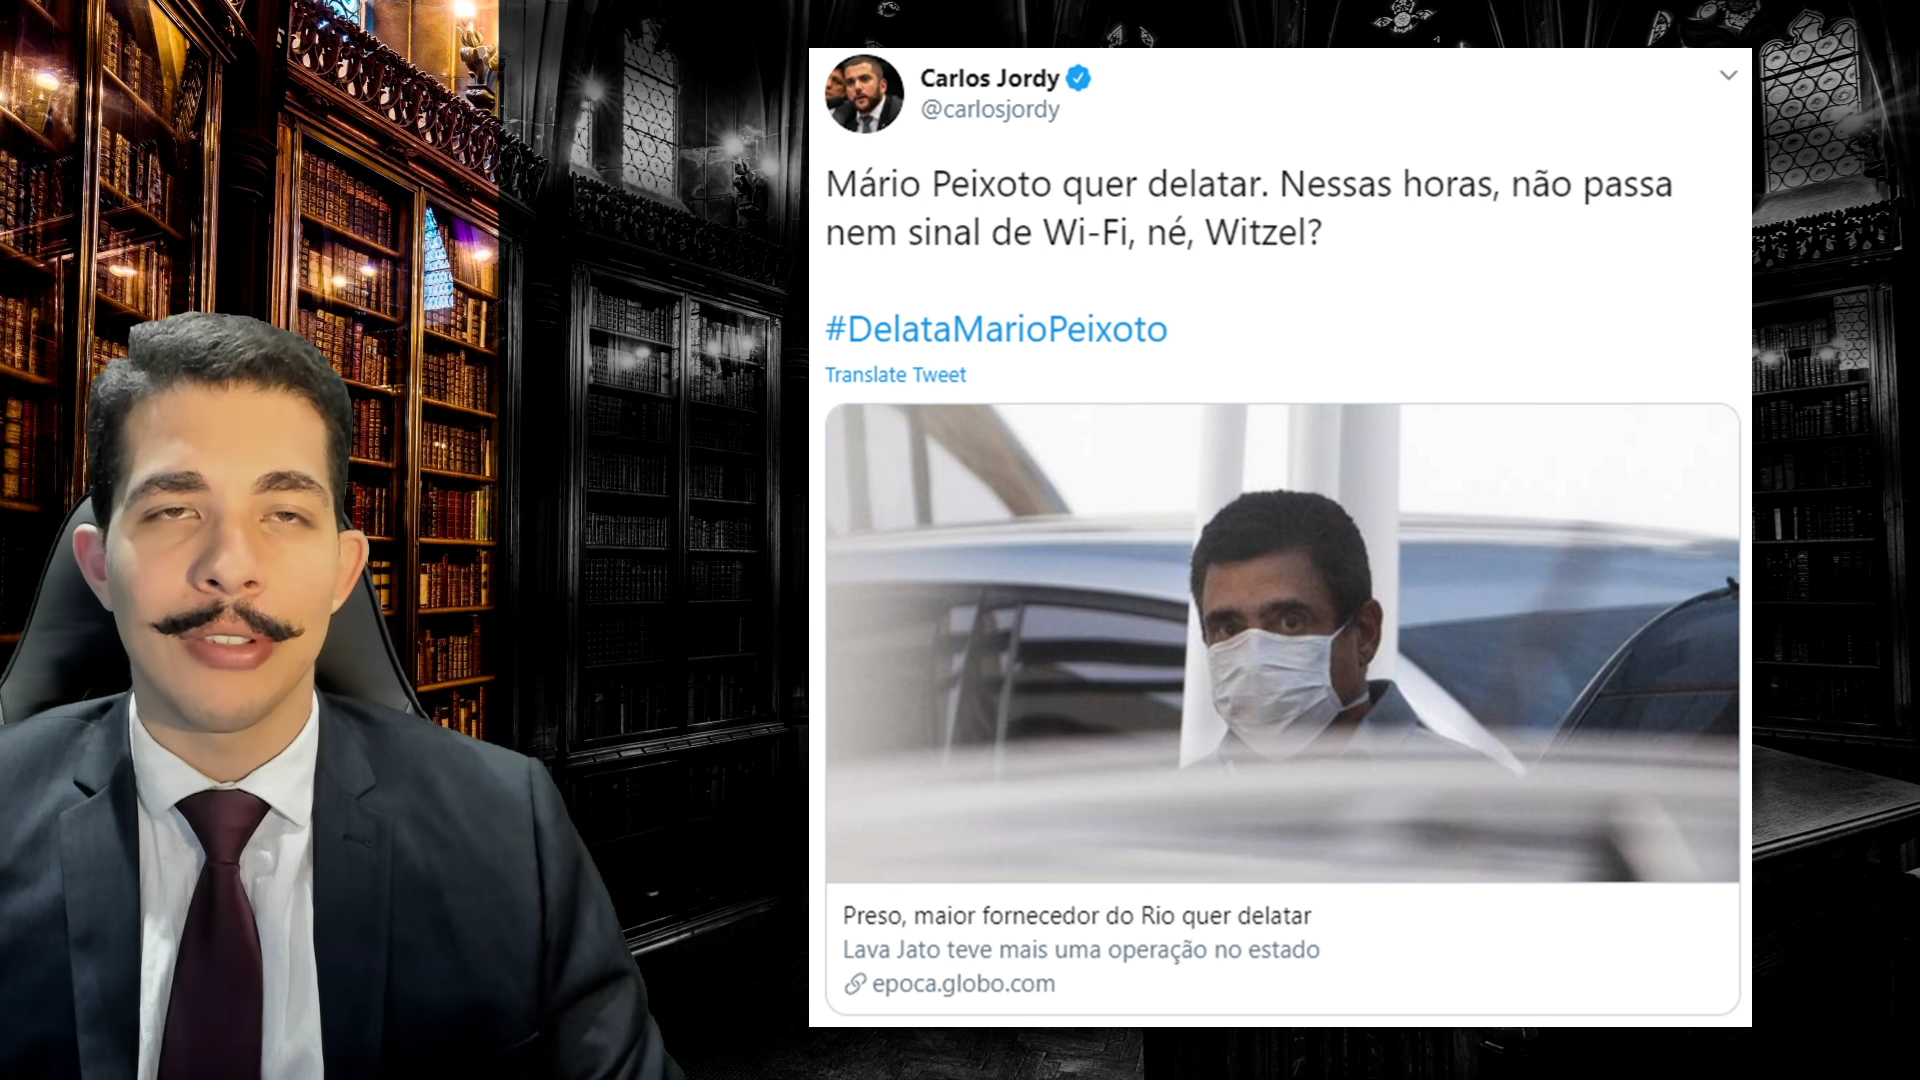 Carlos Jordy
@carlosjordy
Mário Peixoto quer delatar. Nessas horas, não passa
nem sinal de Wi-Fi, né, Witzel?
#DelataMarioPeixoto
Translate Tweet
Preso, maior fornecedor do Rio quer delatar
Lava Jato teve mais uma operação no estado
epoca.globo.com